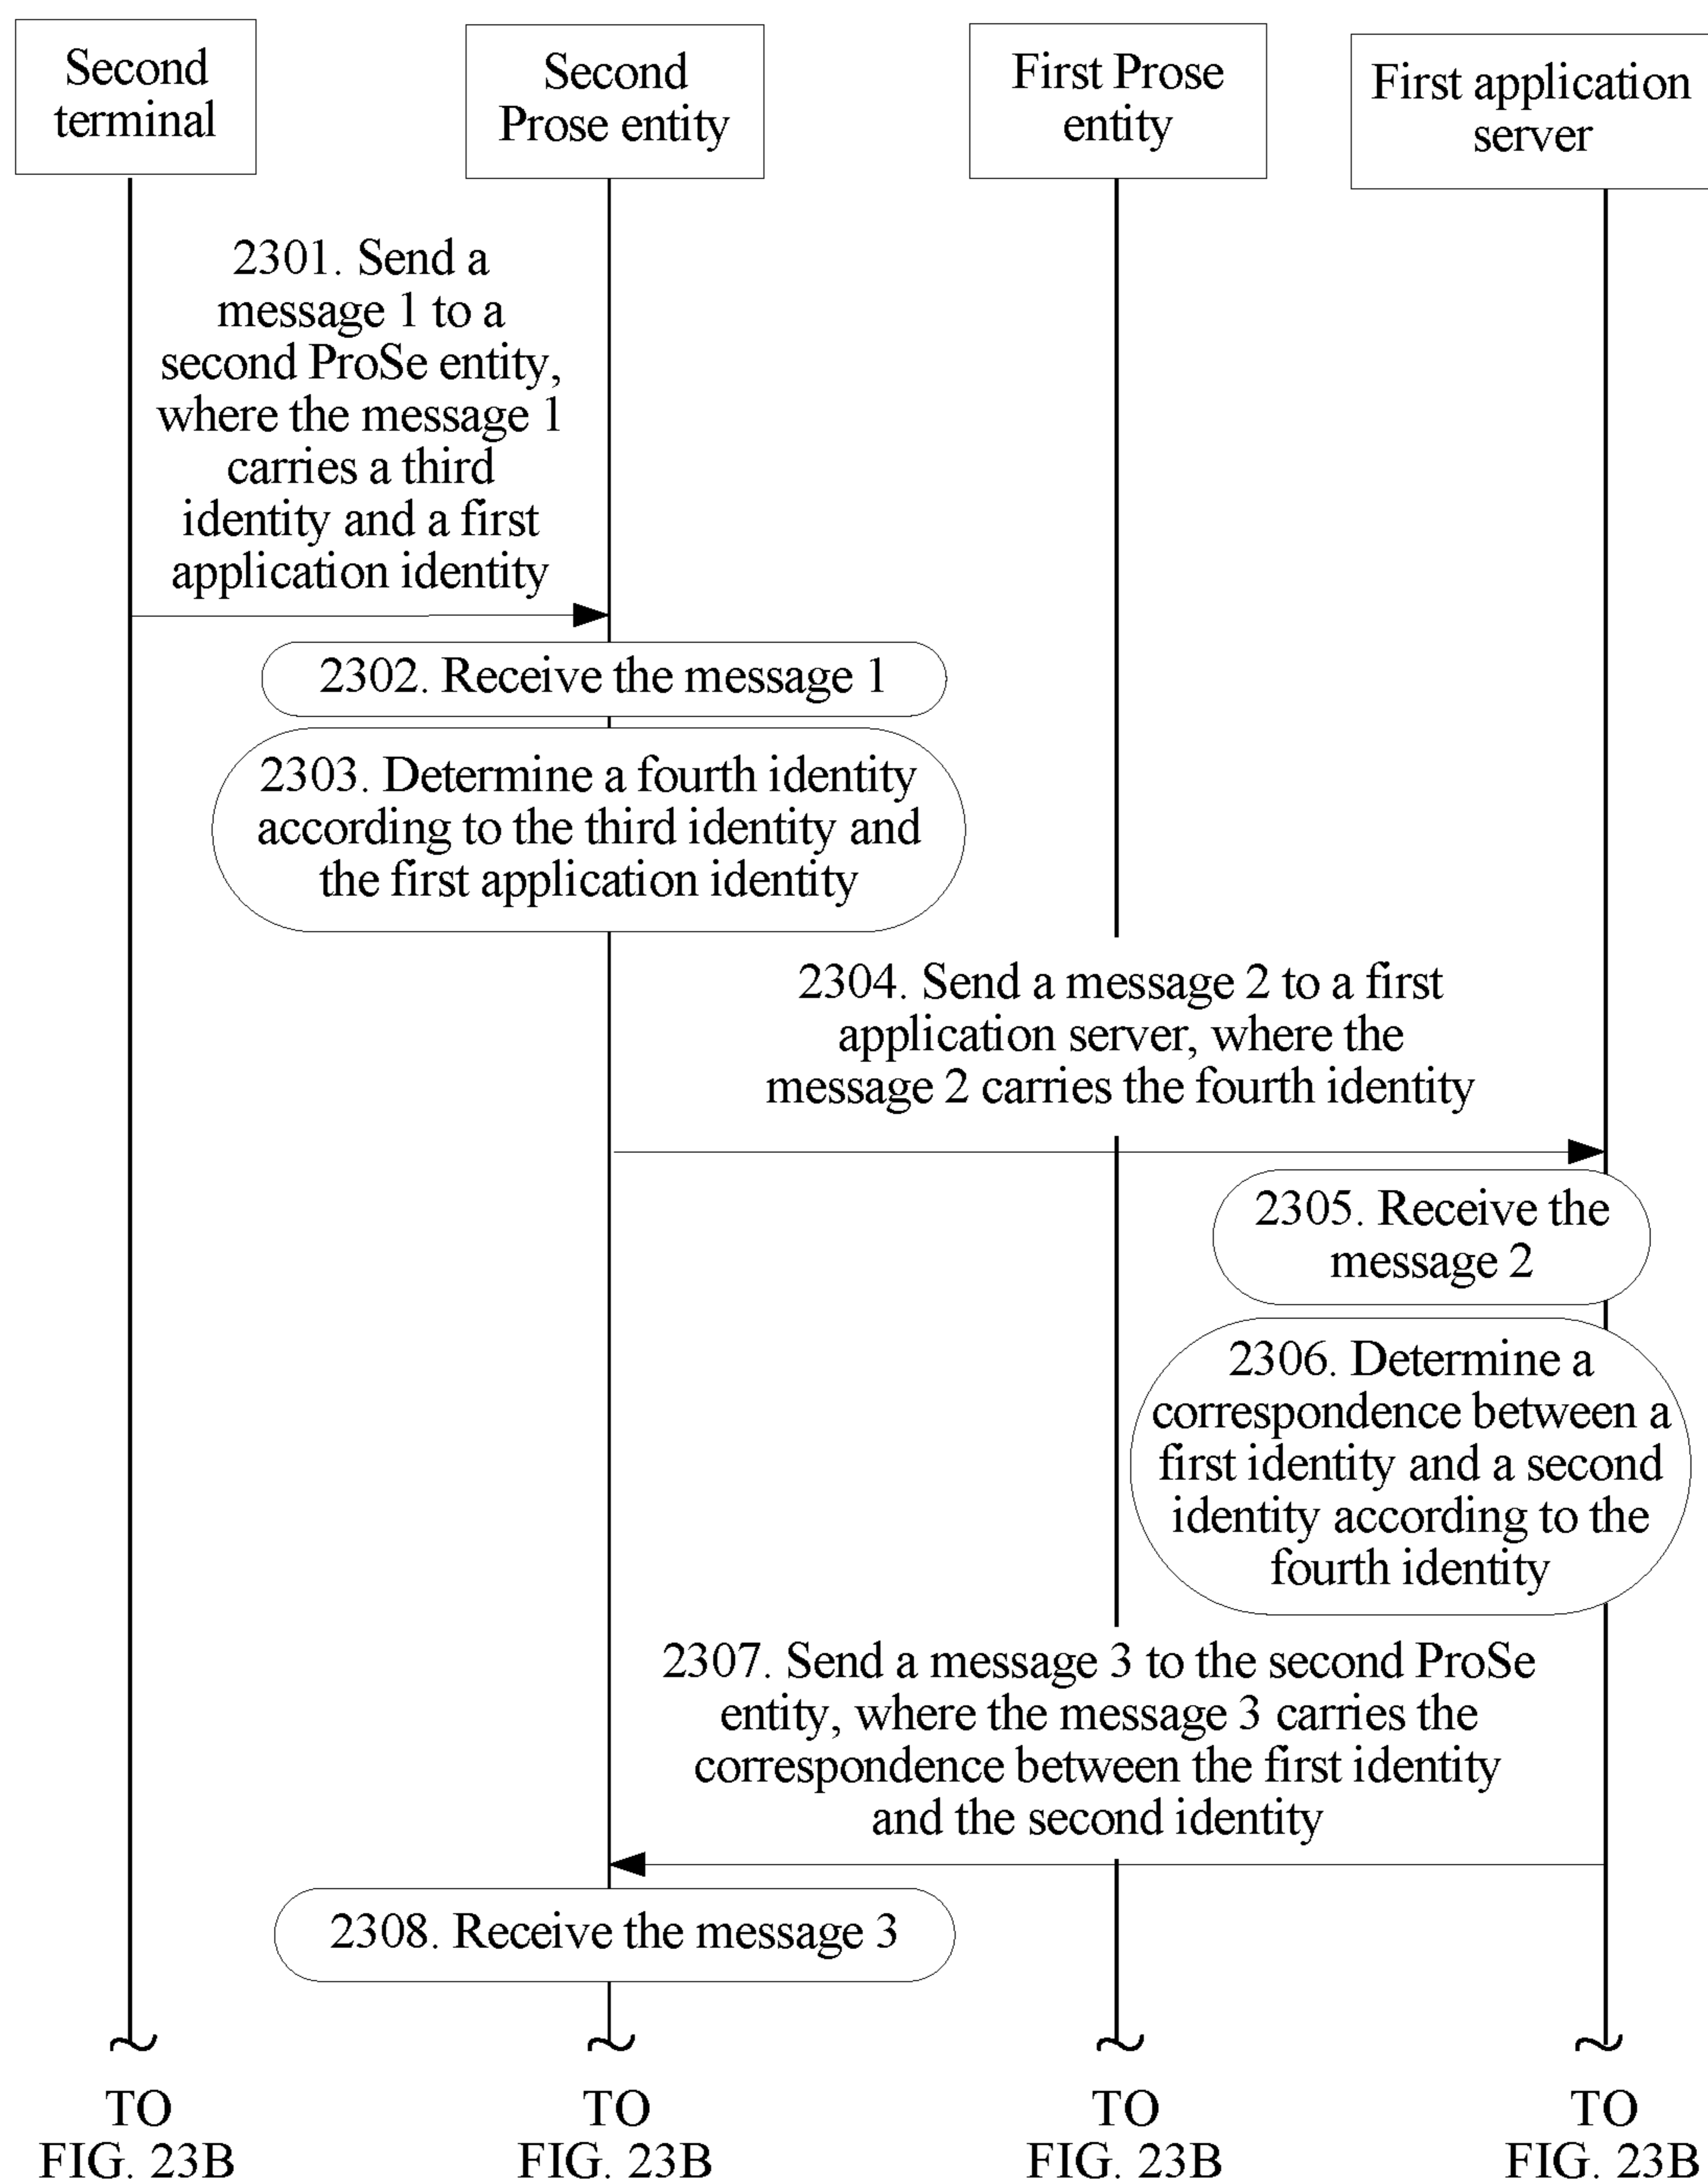 Second
terminal
Second
Prose entity
First Prose
entity
First application
server
2301. Send a
message 1 to a
second ProSe entity,
where the message 1
carries a third
identity and a first
application identity
2302. Receive the message 1
2303. Determine a fourth identity
according to the third identity and
the first application identity
2304. Send a message 2 to a first
application server, where the
message 2 carries the fourth identity
2305. Receive the
message 2
2306. Determine a
correspondence between a
first identity and a second
identity according to the
fourth identity
2307. Send a message 3 to the second ProSe
entity, where the message 3 carries the
correspondence between the first identity
and the second identity
2308. Receive the message 3
TO
FIG. 23B
TO
FIG. 23B
TO
FIG. 23B
TO
FIG. 23B